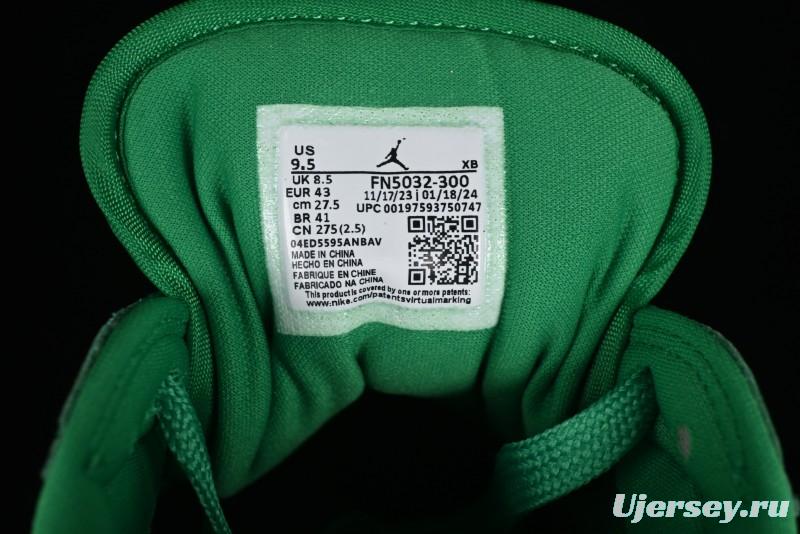 US
9.5 XB
UK 8.5
EUR 43
cm 27.5
BR 41
CN 275(2.5)
FN5032-300
11/17/23 | 01/18/24
UPC 00197593750747
04ED5595ANBAV
MADE IN CHINA
HECHO EN CHINA
FABRIQUE EN CHINE
FABRICADO NA CHINA
This product is covered by one or more patents:
www.nike.com/patentsvirtualmarking
Ujersey.ru